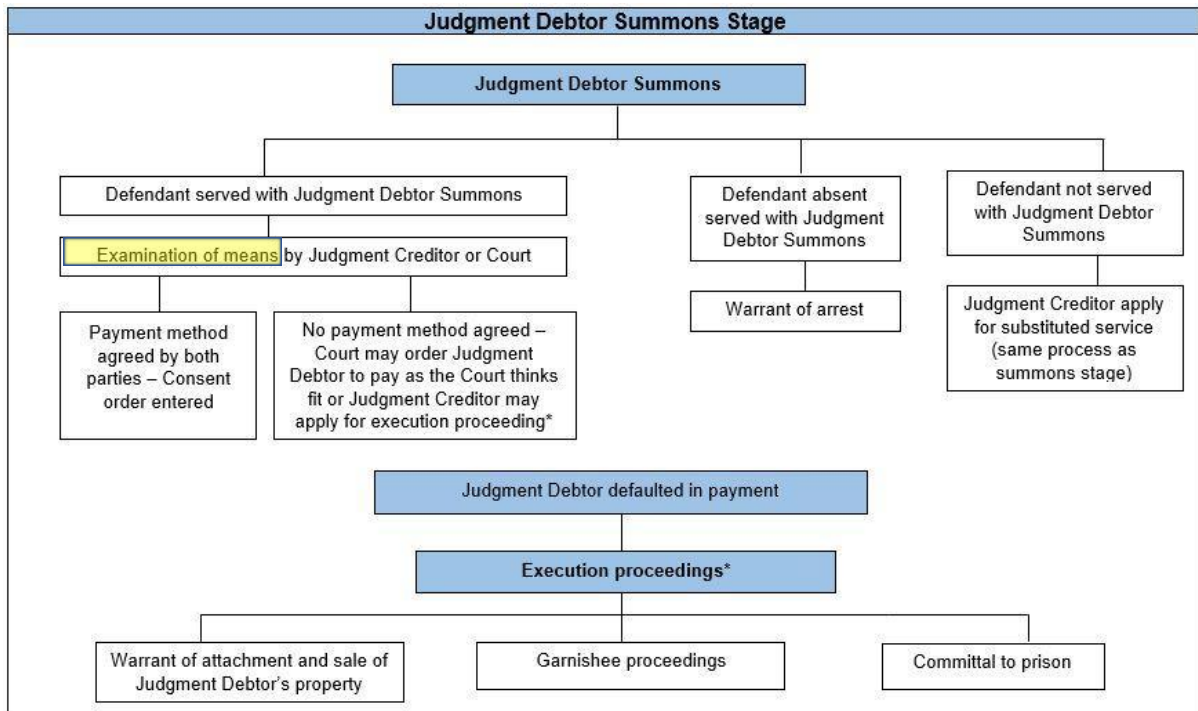 Judgment Debtor Summons Stage
Judgment Debtor Summons
Defendant served with Judgment Debtor Summons
Examination of means by Judgment Creditor or Court
Payment method
agreed by both
parties – Consent
order entered
No payment method agreed –
Court may order Judgment
Debtor to pay as the Court thinks
fit or Judgment Creditor may
apply for execution proceeding*
Defendant absent
served with Judgment
Debtor Summons
Warrant of arrest
Defendant not served
with Judgment Debtor
Summons
Judgment Creditor apply
for substituted service
(same process as
summons stage)
Judgment Debtor defaulted in payment
Execution proceedings*
Warrant of attachment and sale of
Judgment Debtor’s property
Garnishee proceedings
Committal to prison